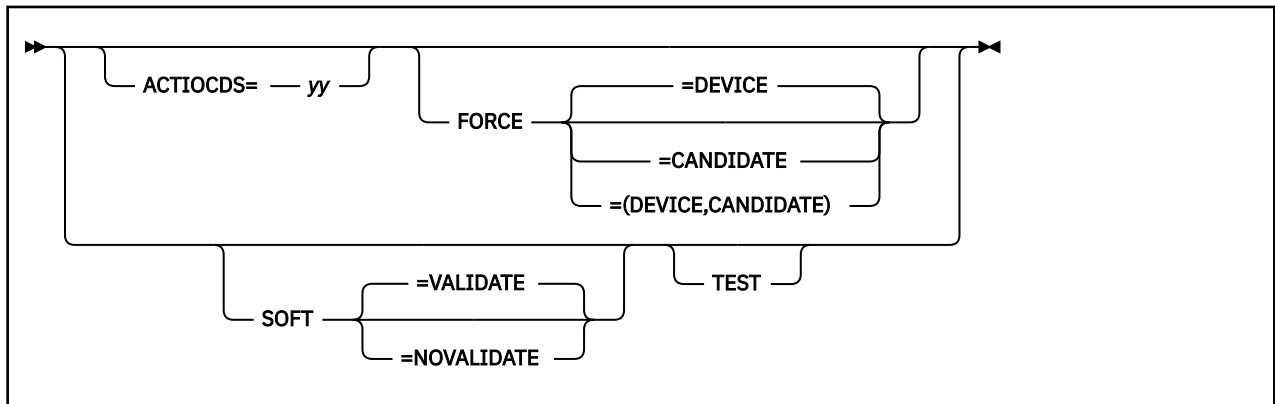 ACTIOCDS= yy
FORCE
=DEVICE
=CANDIDATE
=(DEVICE,CANDIDATE)
SOFT
=VALIDATE
=NOVALIDATE
TEST